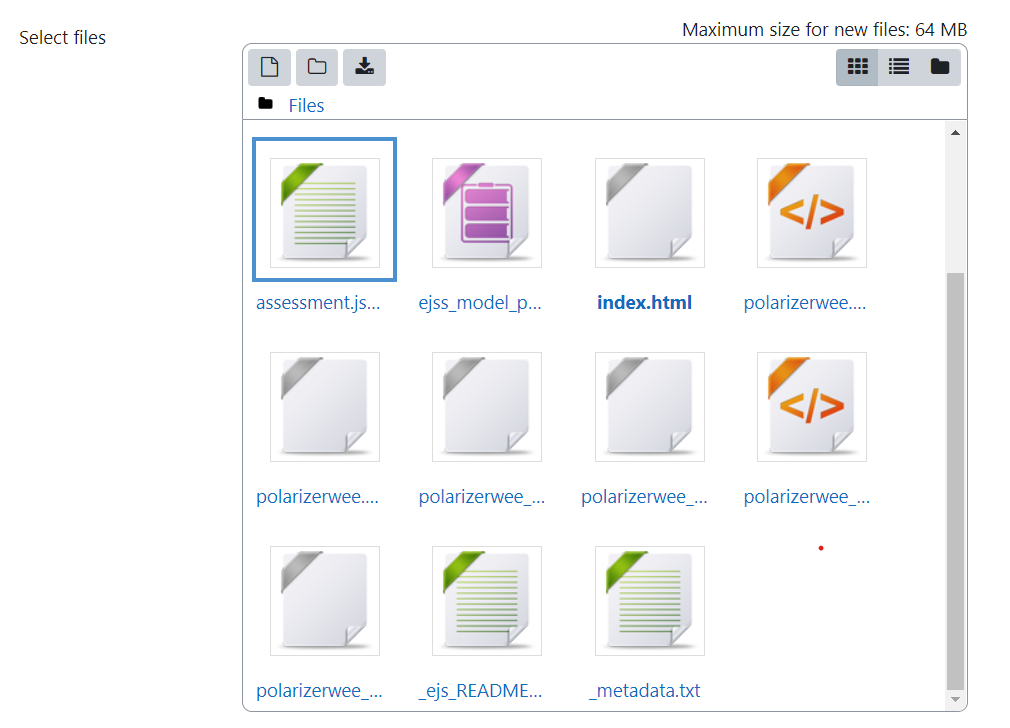 Maximum size for new files: 64 MB
Select files
Files
assessment.js...
ejss_model_p...
index.html
polarizerwee....
polarizerwee....
polarizerwee_...
polarizerwee_...
polarizerwee_...
polarizerwee_...
_ejs_README...
_metadata.txt